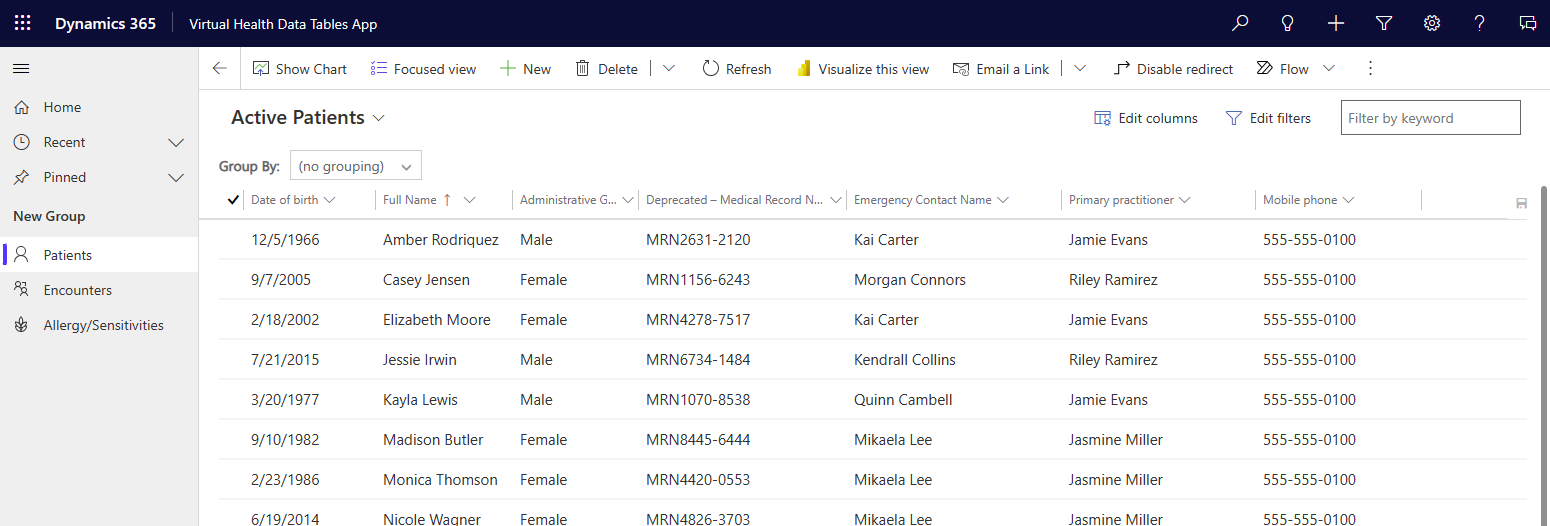 Dynamics 365 Virtual Health Data Tables App
Show Chart Focused view New Delete Refresh Visualize this view Email a Link Disable redirect Flow
Home
Recent
Pinned
New Group
Patients
Encounters
Allergy/Sensitivities
Active Patients Edit columns Edit filters Filter by keyword
Group By: (no grouping)
Date of birth Full Name ↑ Administrative G... Deprecated – Medical Record N... Emergency Contact Name Primary practitioner Mobile phone
12/5/1966 Amber Rodriquez Male MRN2631-2120 Kai Carter Jamie Evans 555-555-0100
9/7/2005 Casey Jensen Female MRN1156-6243 Morgan Connors Riley Ramirez 555-555-0100
2/18/2002 Elizabeth Moore Female MRN4278-7517 Kai Carter Jamie Evans 555-555-0100
7/21/2015 Jessie Irwin Male MRN6734-1484 Kendrall Collins Riley Ramirez 555-555-0100
3/20/1977 Kayla Lewis Male MRN1070-8538 Quinn Cambell Jamie Evans 555-555-0100
9/10/1982 Madison Butler Female MRN8445-6444 Mikaela Lee Jasmine Miller 555-555-0100
2/23/1986 Monica Thomson Female MRN4420-0553 Mikaela Lee Jasmine Miller 555-555-0100
6/19/2014 Nicole Wagner Female MRN4826-3703 Mikaela Lee Jasmine Miller 555-555-0100